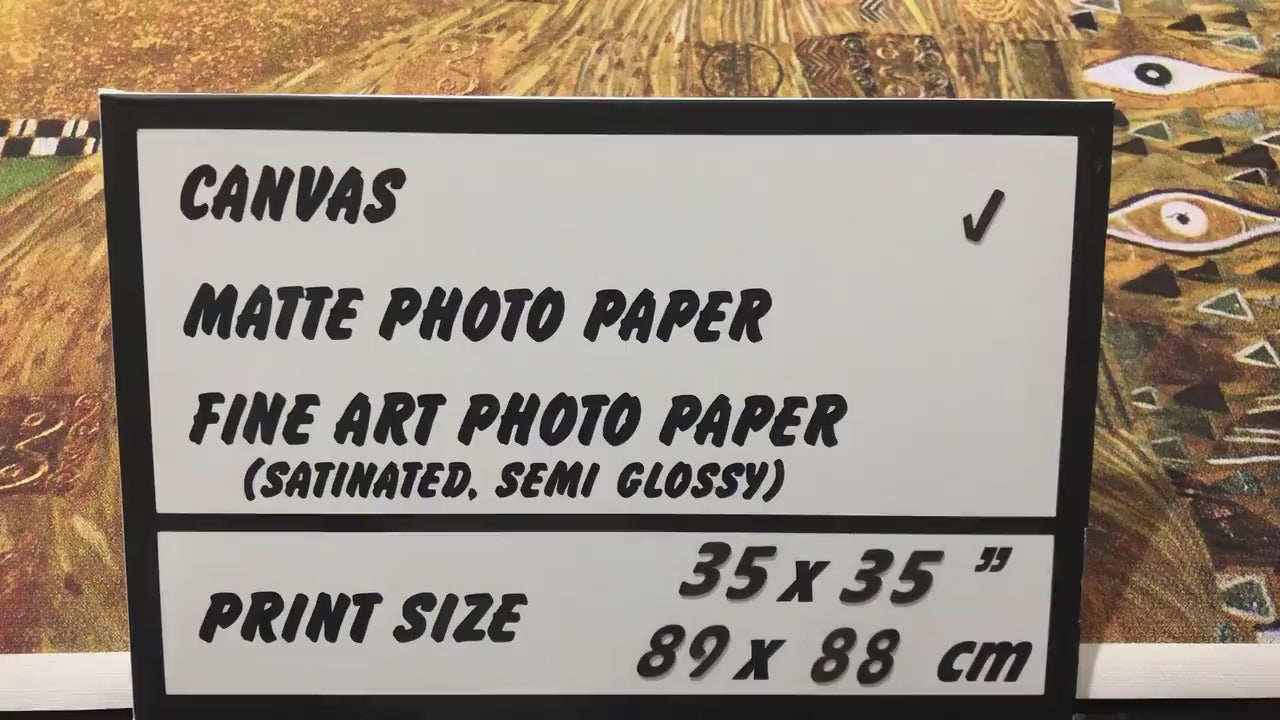 CANVAS ✓
MATTE PHOTO PAPER
FINE ART PHOTO PAPER
(SATINATED, SEMI GLOSSY)
PRINT SIZE
35 x 35 ”
89 x 88 cm